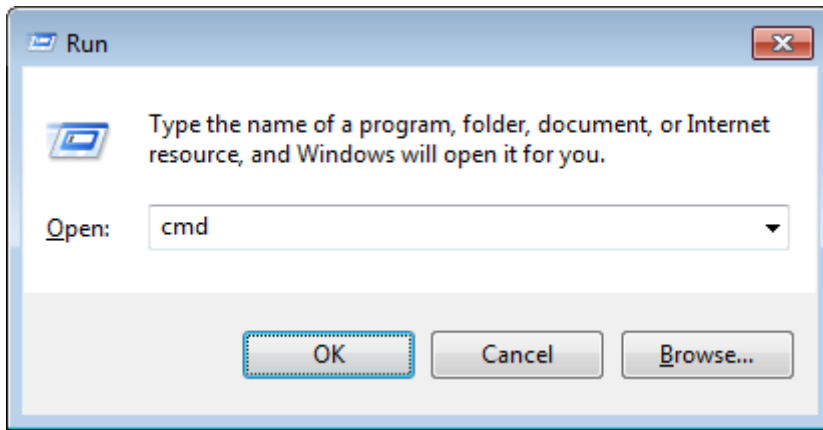 Run
Type the name of a program, folder, document, or Internet
resource, and Windows will open it for you.
Open: cmd
OK Cancel Browse...